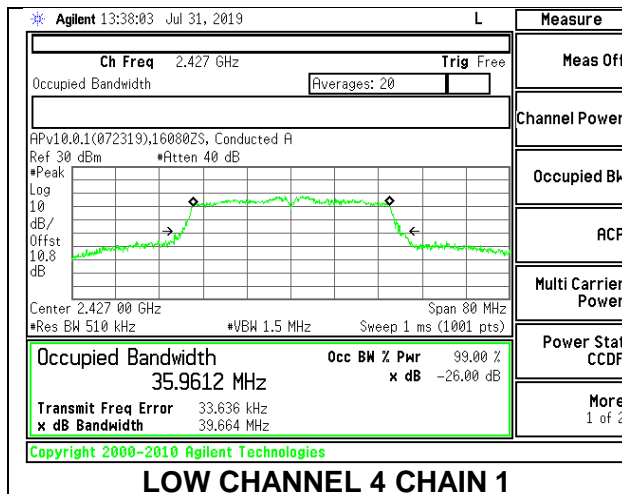 Agilent 13:38:03 Jul 31, 2019 L
Measure
Ch Freq 2.427 GHz Trig Free
Meas Off
Occupied Bandwidth Averages: 20
Channel Power
APv10.0.1(072319),16080ZS, Conducted A
Ref 30 dBm #Atten 40 dB
#Peak
Log
10
dB/
Offst
10.8
dB
Occupied BW
ACP
Multi Carrier
Power
Center 2.427 00 GHz Span 80 MHz
#Res BW 510 kHz #VBW 1.5 MHz Sweep 1 ms (1001 pts)
Power Stat
CCDF
Occupied Bandwidth Occ BW % Pwr 99.00 %
35.9612 MHz x dB -26.00 dB
Transmit Freq Error 33.636 kHz
x dB Bandwidth 39.664 MHz
More
1 of 2
Copyright 2000-2010 Agilent Technologies
LOW CHANNEL 4 CHAIN 1